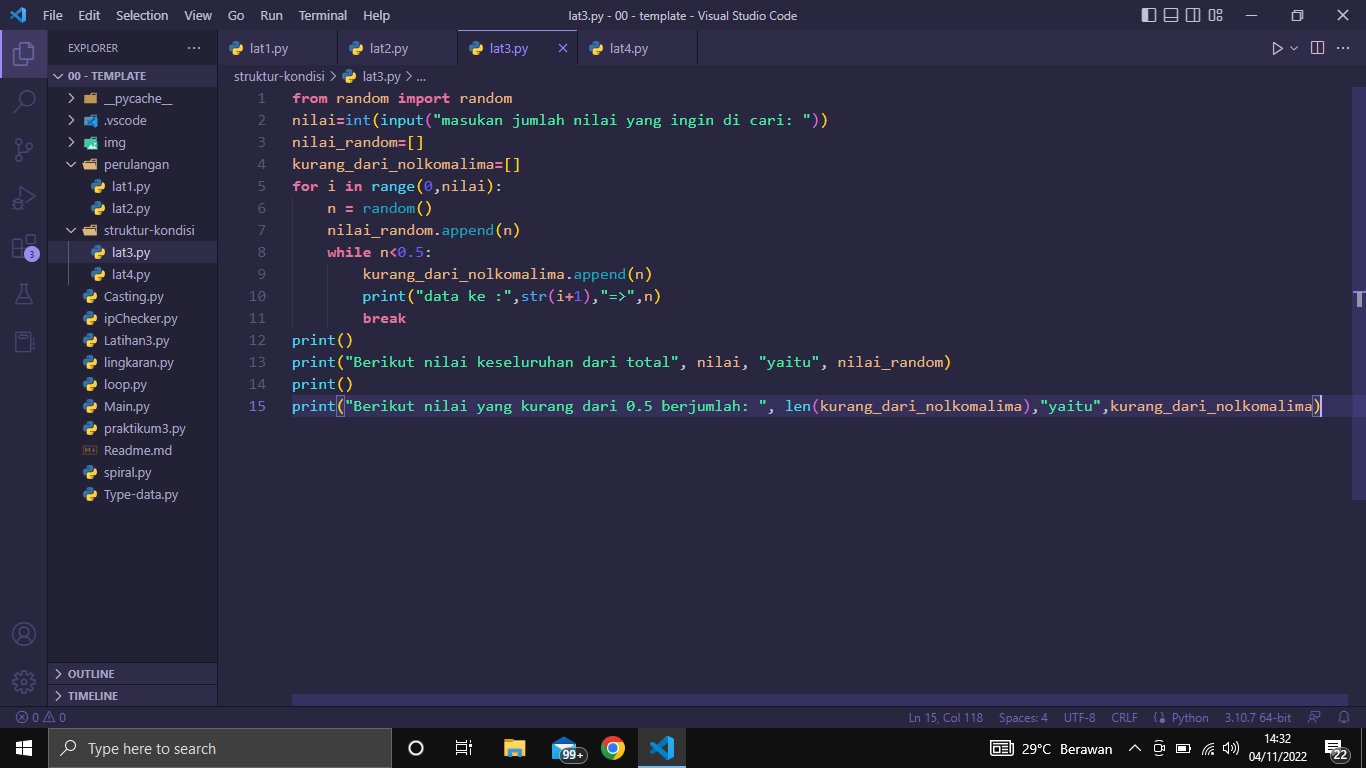 File Edit Selection View Go Run Terminal Help lat3.py - 00 - template - Visual Studio Code
EXPLORER
00 - TEMPLATE
__pycache__
.vscode
img
perulangan
lat1.py
lat2.py
struktur-kondisi
lat3.py
lat4.py
Casting.py
ipChecker.py
Latihan3.py
lingkaran.py
loop.py
Main.py
praktikum3.py
Readme.md
spiral.py
Type-data.py
OUTLINE
TIMELINE
3
lat1.py lat2.py lat3.py lat4.py
struktur-kondisi > lat3.py > ...
1 from random import random
2 nilai=int(input("masukan jumlah nilai yang ingin di cari: "))
3 nilai_random=[]
4 kurang_dari_nolkomalima=[]
5 for i in range(0,nilai):
6 n = random()
7 nilai_random.append(n)
8 while n<0.5:
9 kurang_dari_nolkomalima.append(n)
10 print("data ke :",str(i+1),"=>",n)
11 break
12 print()
13 print("Berikut nilai keseluruhan dari total", nilai, "yaitu", nilai_random)
14 print()
15 print("Berikut nilai yang kurang dari 0.5 berjumlah: ", len(kurang_dari_nolkomalima),"yaitu",kurang_dari_nolkomalima)
0 0 Ln 15, Col 118 Spaces: 4 UTF-8 CRLF Python 3.10.7 64-bit
Type here to search 99+ 29°C Berawan 14:32
04/11/2022 22